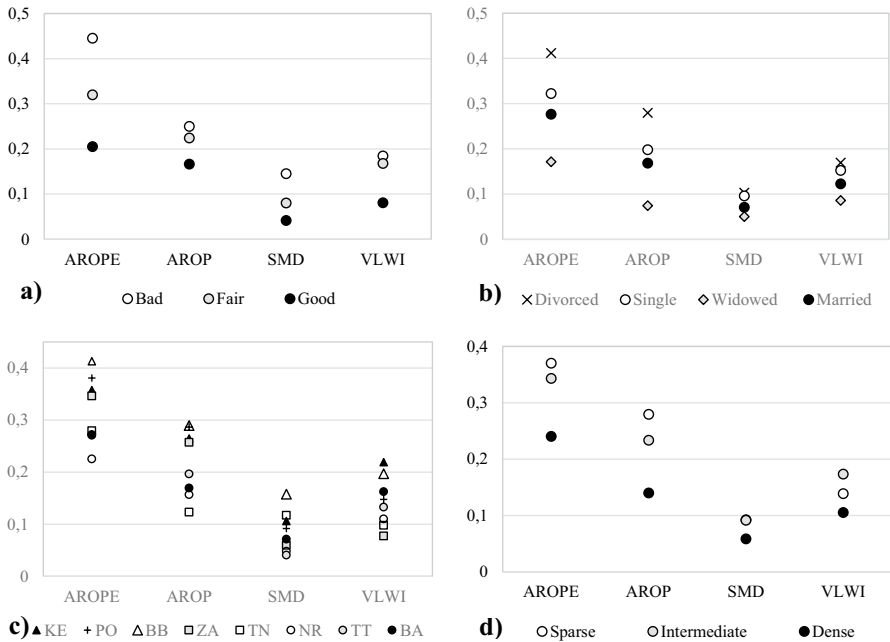 0,5
0,4
0,3
0,2
0,1
0
AROPE AROP SMD VLWI
a)
Bad Fair Good
0,5
0,4
0,3
0,2
0,1
0
AROPE AROP SMD VLWI
b)
Divorced Single Widowed Married
0,4
0,3
0,2
0,1
0
AROPE AROP SMD VLWI
c) KE PO BB ZA TN NR TT BA
0,4
0,3
0,2
0,1
0
AROPE AROP SMD VLWI
d) Sparse Intermediate Dense